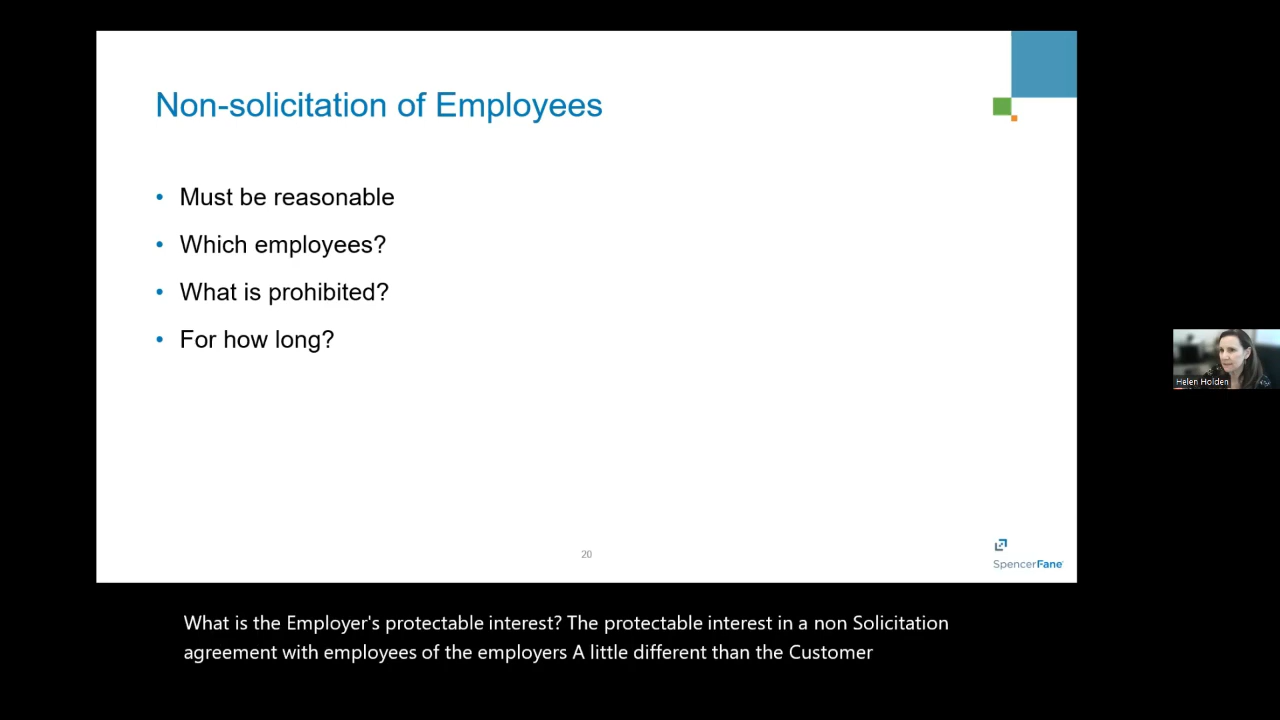 Non-solicitation of Employees
• Must be reasonable
• Which employees?
• What is prohibited?
• For how long?
Helen Holden
20
SpencerFane
What is the Employer's protectable interest? The protectable interest in a non Solicitation
agreement with employees of the employers A little different than the Customer